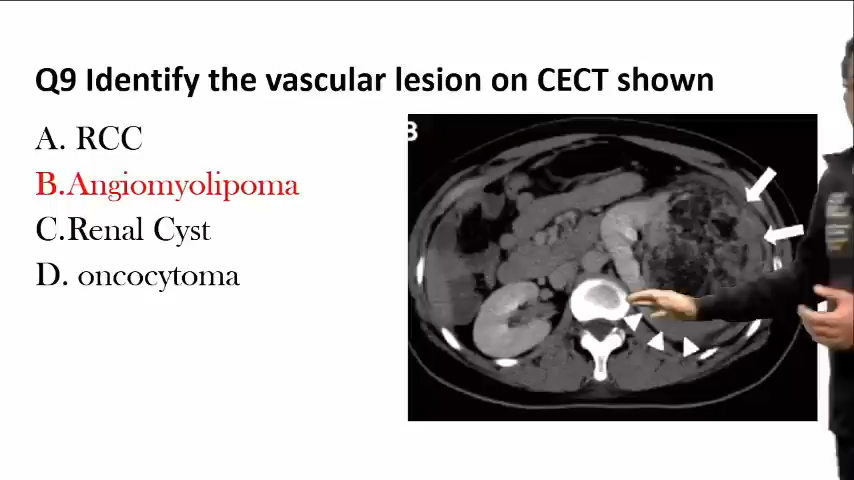 Q9 Identify the vascular lesion on CECT shown
A. RCC
B.Angiomyolipoma
C.Renal Cyst
D. oncocytoma
B